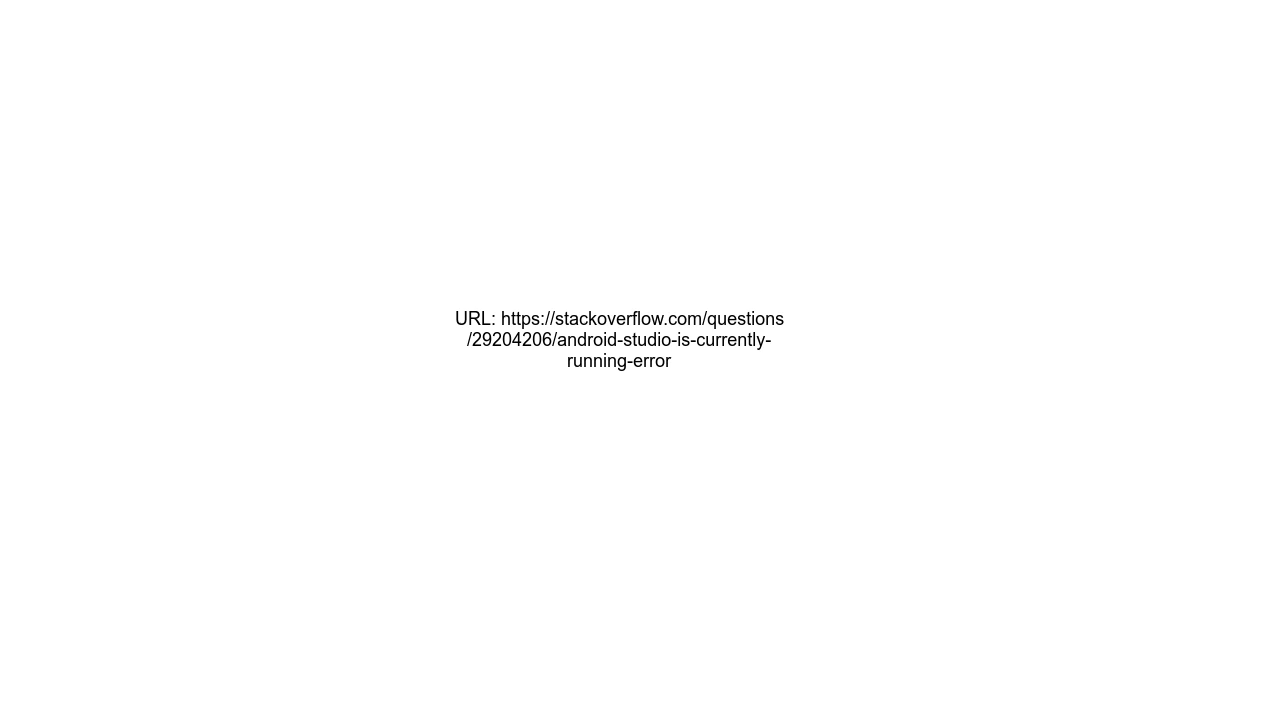 URL: https://stackoverflow.com/questions
/29204206/android-studio-is-currently-
running-error